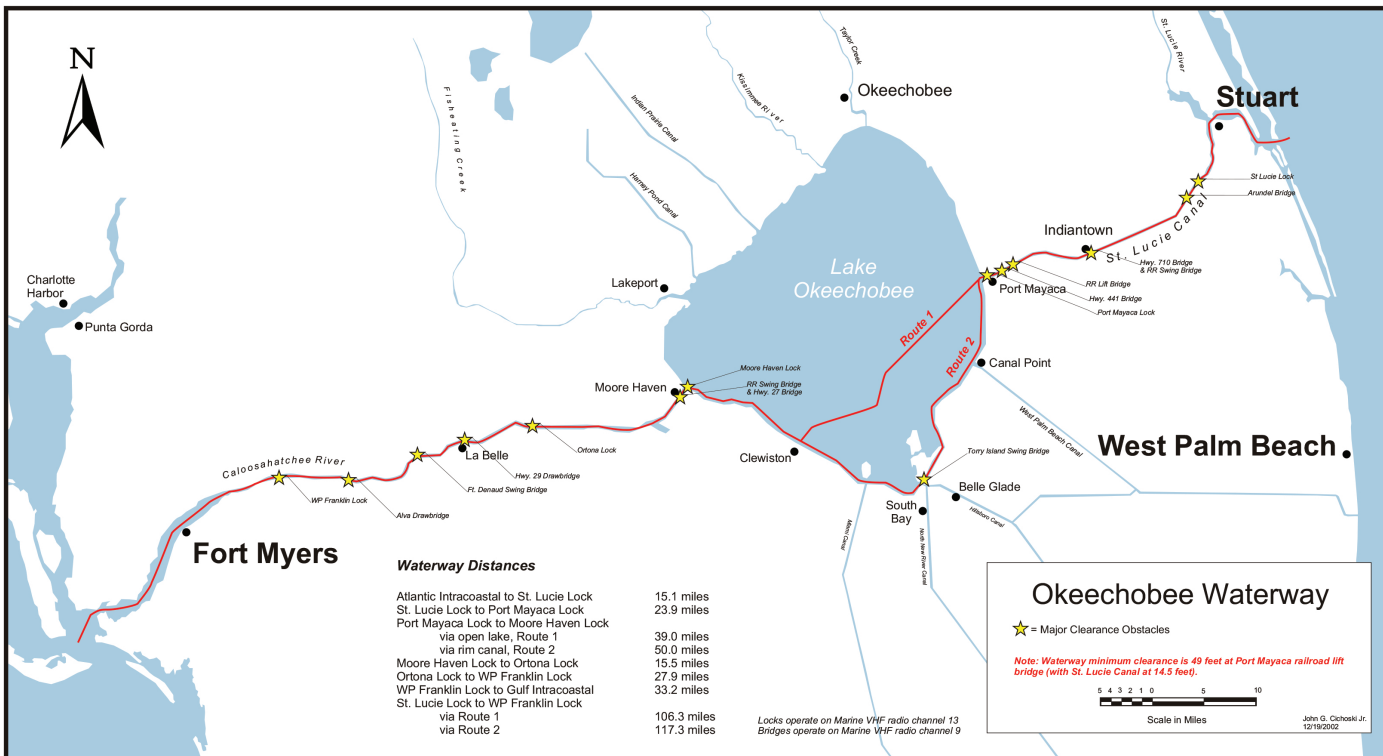 N
Fisheating Creek
Indian Prairie Canal
Harney Pond Canal
Kissimmee River
Taylor Creek
Okeechobee
St. Lucie River
Stuart
St Lucie Lock
Arundel Bridge
St. Lucie Canal
Indiantown
Hwy. 710 Bridge
& RR Swing Bridge
RR Lift Bridge
Hwy. 441 Bridge
Port Mayaca Lock
Port Mayaca
Lake
Okeechobee
Route 1
Route 2
Lakeport
Charlotte
Harbor
Punta Gorda
Canal Point
Moore Haven Lock
Moore Haven
RR Swing Bridge
& Hwy. 27 Bridge
West Palm Beach Canal
West Palm Beach
Clewiston
Torry Island Swing Bridge
Belle Glade
Hillsboro Canal
South
Bay
Miami Canal
North New River Canal
Ortona Lock
La Belle
Hwy. 29 Drawbridge
Ft. Denaud Swing Bridge
Caloosahatchee River
WP Franklin Lock
Alva Drawbridge
Fort Myers
Waterway Distances
Atlantic Intracoastal to St. Lucie Lock 15.1 miles
St. Lucie Lock to Port Mayaca Lock 23.9 miles
Port Mayaca Lock to Moore Haven Lock
via open lake, Route 1 39.0 miles
via rim canal, Route 2 50.0 miles
Moore Haven Lock to Ortona Lock 15.5 miles
Ortona Lock to WP Franklin Lock 27.9 miles
WP Franklin Lock to Gulf Intracoastal 33.2 miles
St. Lucie Lock to WP Franklin Lock
via Route 1 106.3 miles
via Route 2 117.3 miles
Locks operate on Marine VHF radio channel 13
Bridges operate on Marine VHF radio channel 9
Okeechobee Waterway
= Major Clearance Obstacles
Note: Waterway minimum clearance is 49 feet at Port Mayaca railroad lift
bridge (with St. Lucie Canal at 14.5 feet).
5 4 3 2 1 0 5 10
Scale in Miles
John G. Cichoski Jr.
12/19/2002